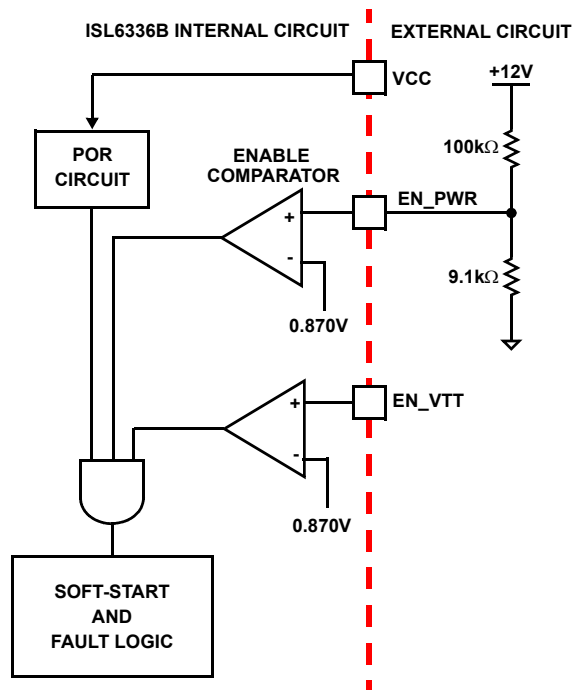 ISL6336B INTERNAL CIRCUIT
EXTERNAL CIRCUIT
VCC
+12V
POR
CIRCUIT
ENABLE
COMPARATOR
100kΩ
EN_PWR
+
-
9.1kΩ
0.870V
EN_VTT
+
-
0.870V
SOFT-START
AND
FAULT LOGIC